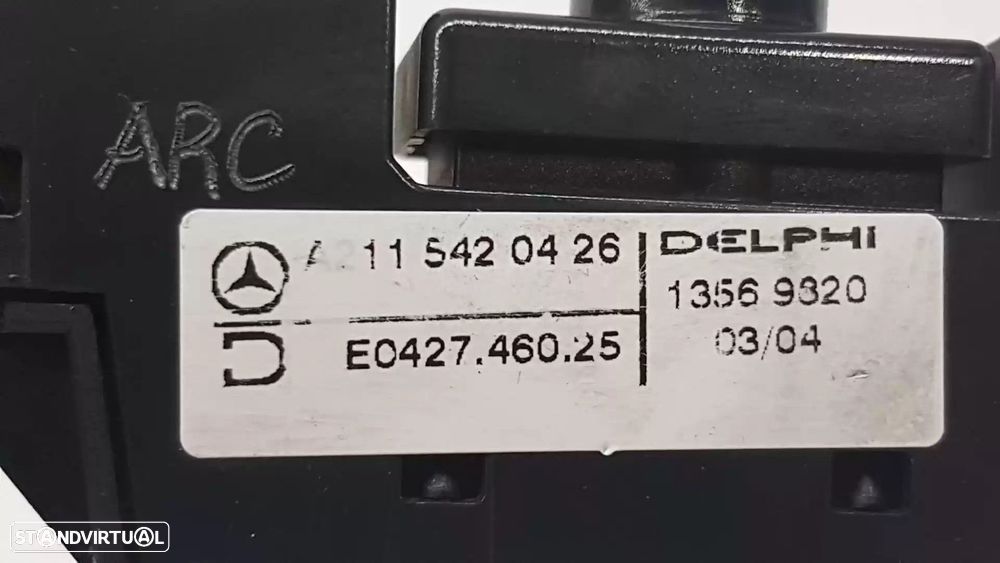 ARC
A211 542 04 26
E0427.460.25
DELPHI
1356 9820
03/04
STANDVIRTUAL